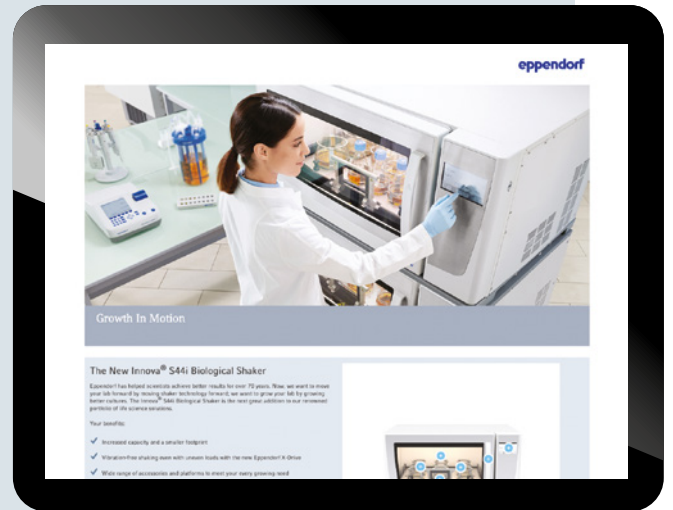 eppendorf
Growth In Motion
The New Innova® S44i Biological Shaker
Eppendorf has helped scientists achieve better results for over 70 years. Now, we want to move
your lab forward by moving shaker technology forward, we want to grow your lab by growing
better cultures. The Innova® S44i Biological Shaker is the next great addition to our renowned
portfolio of life science solutions.
Your benefits:
✓ Increased capacity and a smaller footprint
✓ Vibration-free shaking even with uneven loads with the new Eppendorf X-Drive
✓ Wide range of accessories and platforms to meet your every growing need